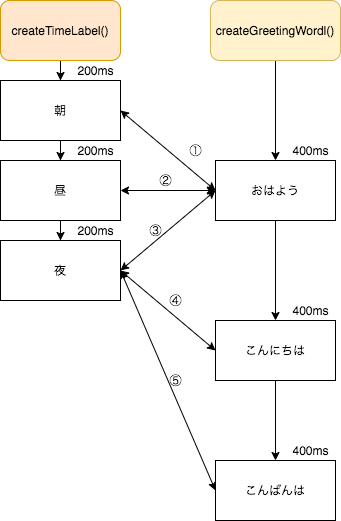 createTimeLabel()
createGreetingWordl()
200ms
朝
①
200ms
400ms
昼
②
おはよう
③
200ms
夜
④
400ms
こんにちは
⑤
400ms
こんばんは